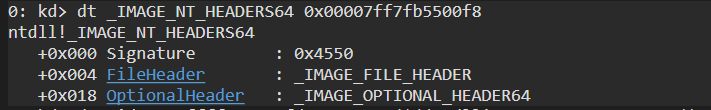 0: kd> dt _IMAGE_NT_HEADERS64 0x00007ff7fb5500f8
ntdll!_IMAGE_NT_HEADERS64
   +0x000 Signature        : 0x4550
   +0x004 FileHeader       : _IMAGE_FILE_HEADER
   +0x018 OptionalHeader   : _IMAGE_OPTIONAL_HEADER64